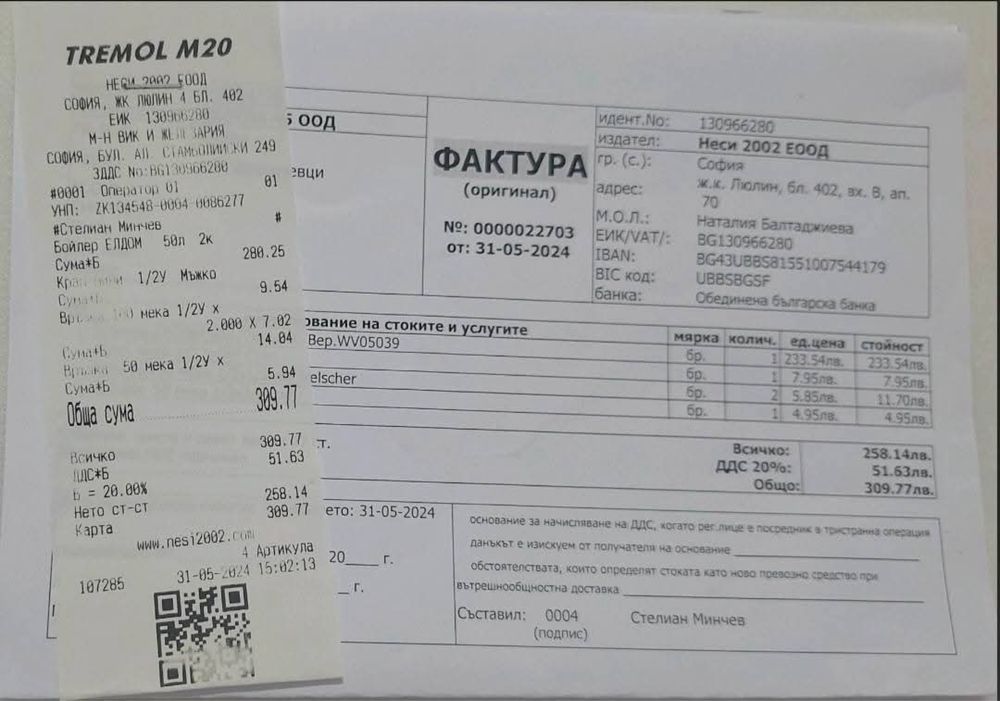 TREMOL M20
НЕСИ 2002 ЕООД
СОФИЯ, ЖК ЛЮЛИН 4 БЛ. 402
ЕИК 130966280
М-Н ВИК И ЖЕЛЕЗАРИЯ
СОФИЯ, БУЛ. АЛ. СТАМБОЛИЙСКИ 249
ЗДДС No:BG130966280
#0001 Оператор 01 01
УНП: ZK134548-0004-0086277
#Стелиан Минчев #
Бойлер ЕЛДОМ 50л 2к
Сума*Б 280.25
1/2У Мъжко
Сума*Б 9.54
мека 1/2У x
2.000 X 7.02
Сума*Б 14.04
Връзка 50 мека 1/2У x
Сума*Б 5.94
Обща сума 309.77
Всичко 309.77
ДДС*Б 51.63
Б = 20.00%
Нето ст-ст 258.14
Карта 309.77
www.nesi2002.com
4 Артикула
107285 31-05-2024 15:02:13
ООД
евци
ФАКТУРА
(оригинал)
№: 0000022703
от: 31-05-2024
идент.No: 130966280
издател: Неси 2002 ЕООД
гр. (с.): София
адрес: ж.к. Люлин, бл. 402, вх. В, ап.
70
М.О.Л.: Наталия Балтаджиева
ЕИК/VAT/: BG130966280
IBAN: BG43UBBS81551007544179
BIC код: UBBSBGSF
банка: Обединена българска банка
ование на стоките и услугите мярка колич. ед.цена стойност
Вер.WV05039 бр. 1 233.54лв. 233.54лв.
бр. 1 7.95лв. 7.95лв.
elscher бр. 2 5.85лв. 11.70лв.
бр. 1 4.95лв. 4.95лв.
ст. Всичко: 258.14лв.
ДДС 20%: 51.63лв.
Общо: 309.77лв.
ето: 31-05-2024
20___ г.
_ г.
основание за начисляване на ДДС, когато рег.лице е посредник в тристранна операция
данъкът е изискуем от получателя на основание
обстоятелствата, които определят стоката като ново превозно средство при
вътрешнообщностна доставка
Съставил: 0004 Стелиан Минчев
(подпис)